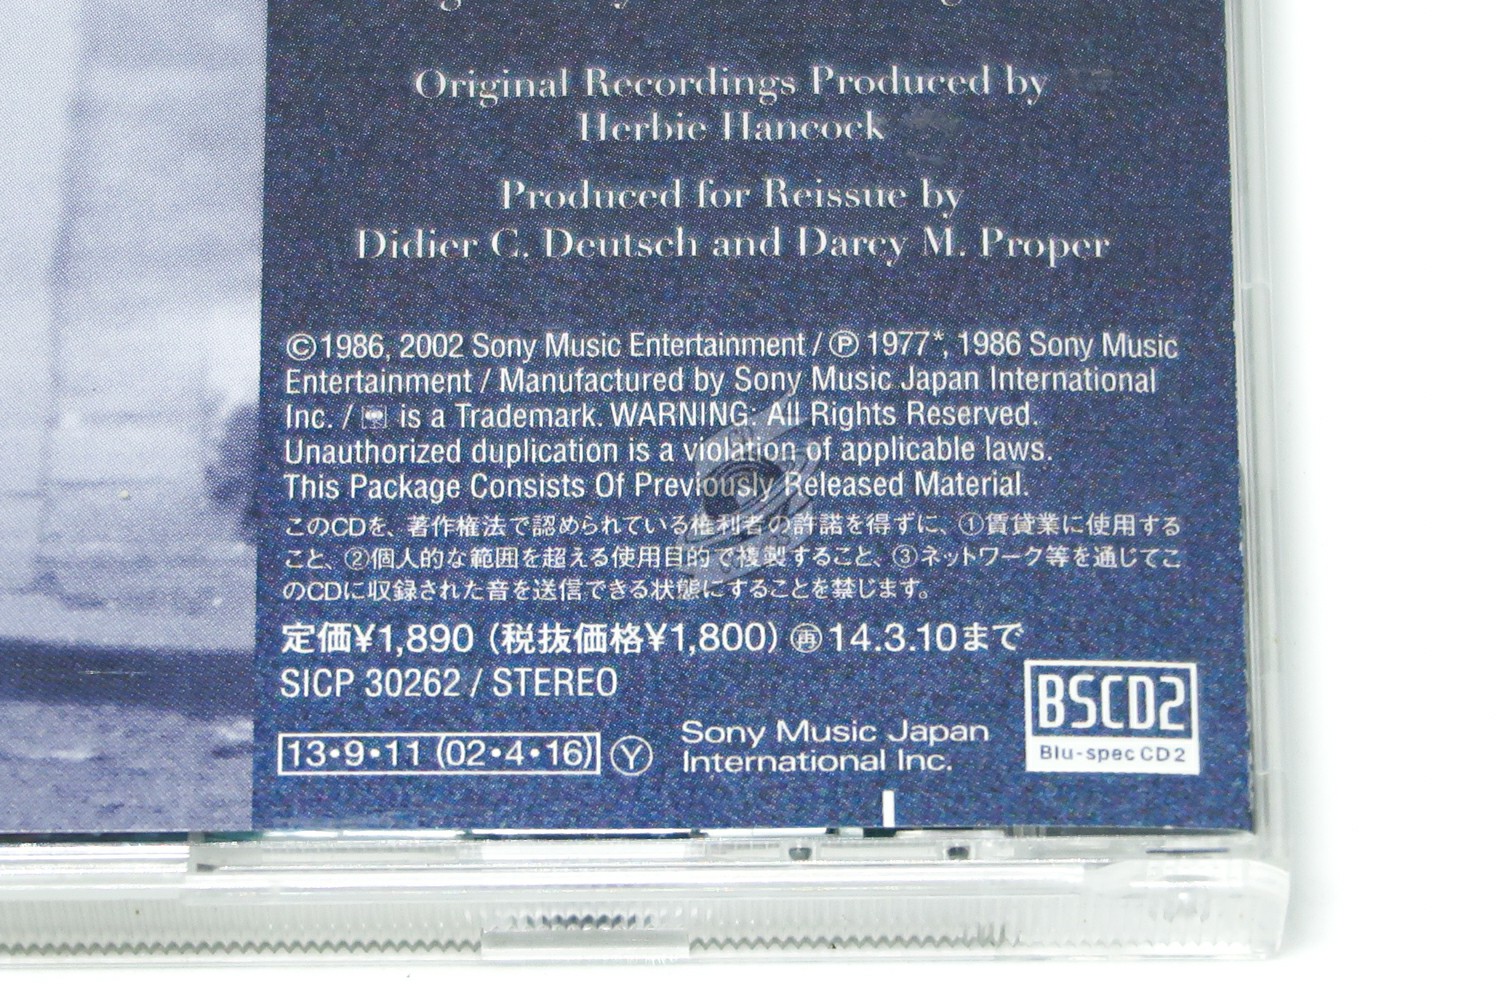 Original Recordings Produced by
Herbie Hancock
Produced for Reissue by
Didier C. Deutsch and Darcy M. Proper
©1986, 2002 Sony Music Entertainment / ℗ 1977*, 1986 Sony Music
Entertainment / Manufactured by Sony Music Japan International
Inc. / is a Trademark. WARNING: All Rights Reserved.
Unauthorized duplication is a violation of applicable laws.
This Package Consists Of Previously Released Material.
このCDを、著作権法で認められている権利者の許諾を得ずに、①賃貸業に使用する
こと、②個人的な範囲を超える使用目的で複製すること、③ネットワーク等を通じてこ
のCDに収録された音を送信できる状態にすることを禁じます。
定価¥1,890（税抜価格¥1,800）㊢14.3.10まで
SICP 30262 / STEREO
13•9•11 (02•4•16) Ⓨ
Sony Music Japan
International Inc.
BSCD2
Blu-spec CD 2